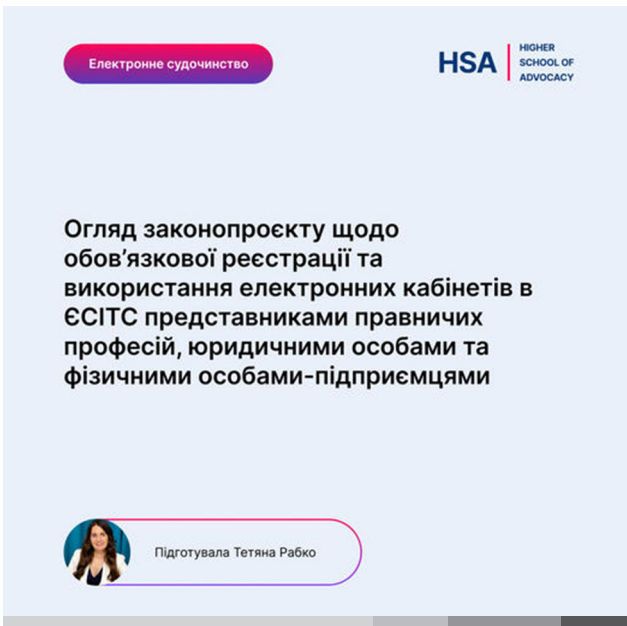 Електронне судочинство
HSA
HIGHER
SCHOOL OF
ADVOCACY
Огляд законопроєкту щодо
обов’язкової реєстрації та
використання електронних кабінетів в
ЄСІТС представниками правничих
професій, юридичними особами та
фізичними особами-підприємцями
Підготувала Тетяна Рабко